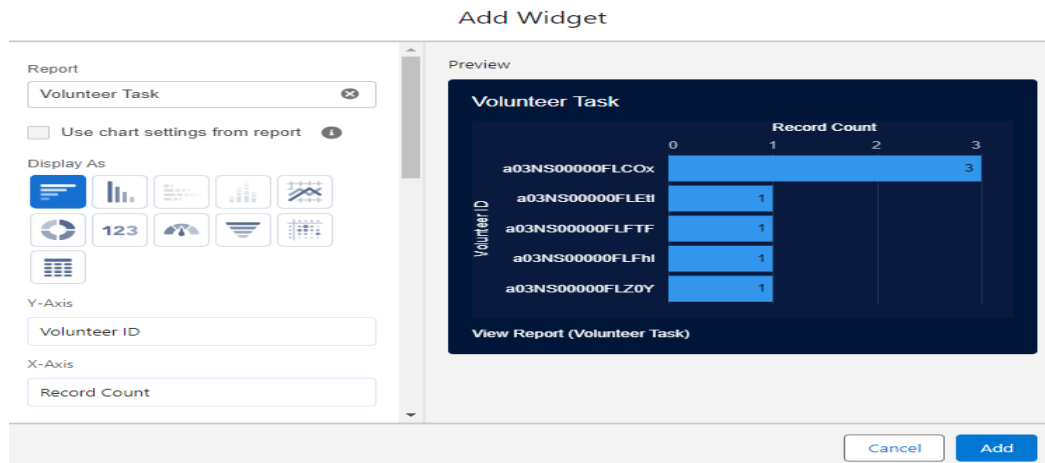 Add Widget
Report
Volunteer Task
Use chart settings from report
Display As
123
Y-Axis
Volunteer ID
X-Axis
Record Count
Preview
Volunteer Task
Record Count
0 1 2 3
Volunteer ID
a03NS00000FLCOx 3
a03NS00000FLEtl 1
a03NS00000FLFTF 1
a03NS00000FLFhl 1
a03NS00000FLZ0Y 1
View Report (Volunteer Task)
Cancel Add